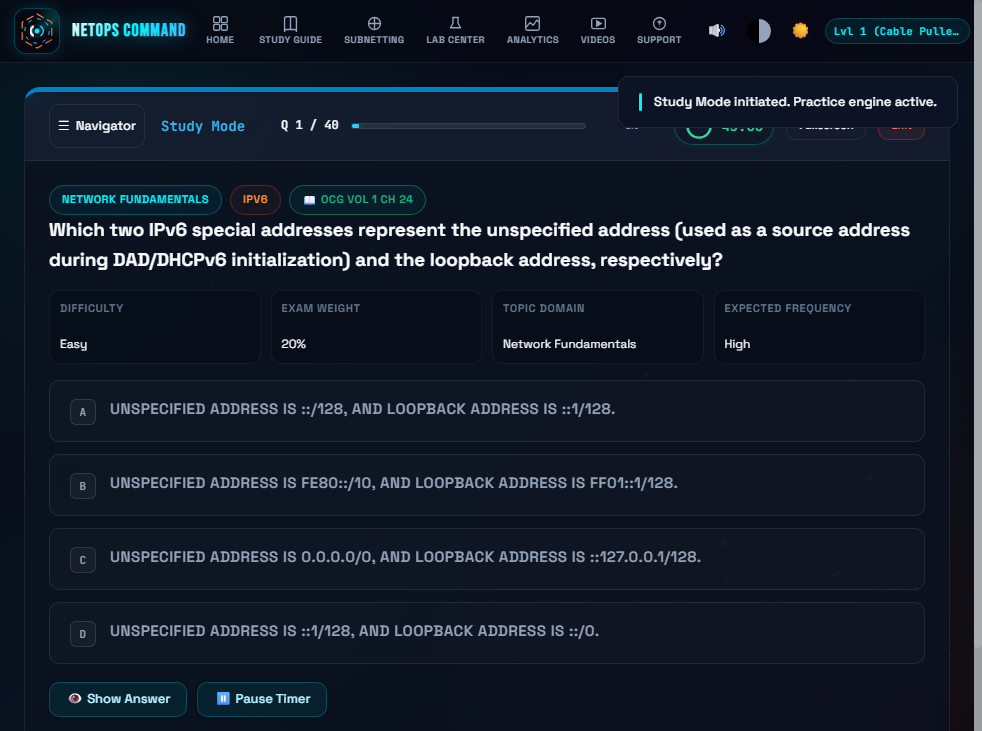 NETOPS COMMAND
HOME
STUDY GUIDE
SUBNETTING
LAB CENTER
ANALYTICS
VIDEOS
SUPPORT
Lvl 1 (Cable Pulle…
Study Mode initiated. Practice engine active.
☰ Navigator
Study Mode
Q 1 / 40
NETWORK FUNDAMENTALS
IPV6
OCG VOL 1 CH 24
Which two IPv6 special addresses represent the unspecified address (used as a source address
during DAD/DHCPv6 initialization) and the loopback address, respectively?
DIFFICULTY
Easy
EXAM WEIGHT
20%
TOPIC DOMAIN
Network Fundamentals
EXPECTED FREQUENCY
High
A UNSPECIFIED ADDRESS IS ::/128, AND LOOPBACK ADDRESS IS ::1/128.
B UNSPECIFIED ADDRESS IS FE80::/10, AND LOOPBACK ADDRESS IS FF01::1/128.
C UNSPECIFIED ADDRESS IS 0.0.0.0/0, AND LOOPBACK ADDRESS IS ::127.0.0.1/128.
D UNSPECIFIED ADDRESS IS ::1/128, AND LOOPBACK ADDRESS IS ::/0.
Show Answer
Pause Timer